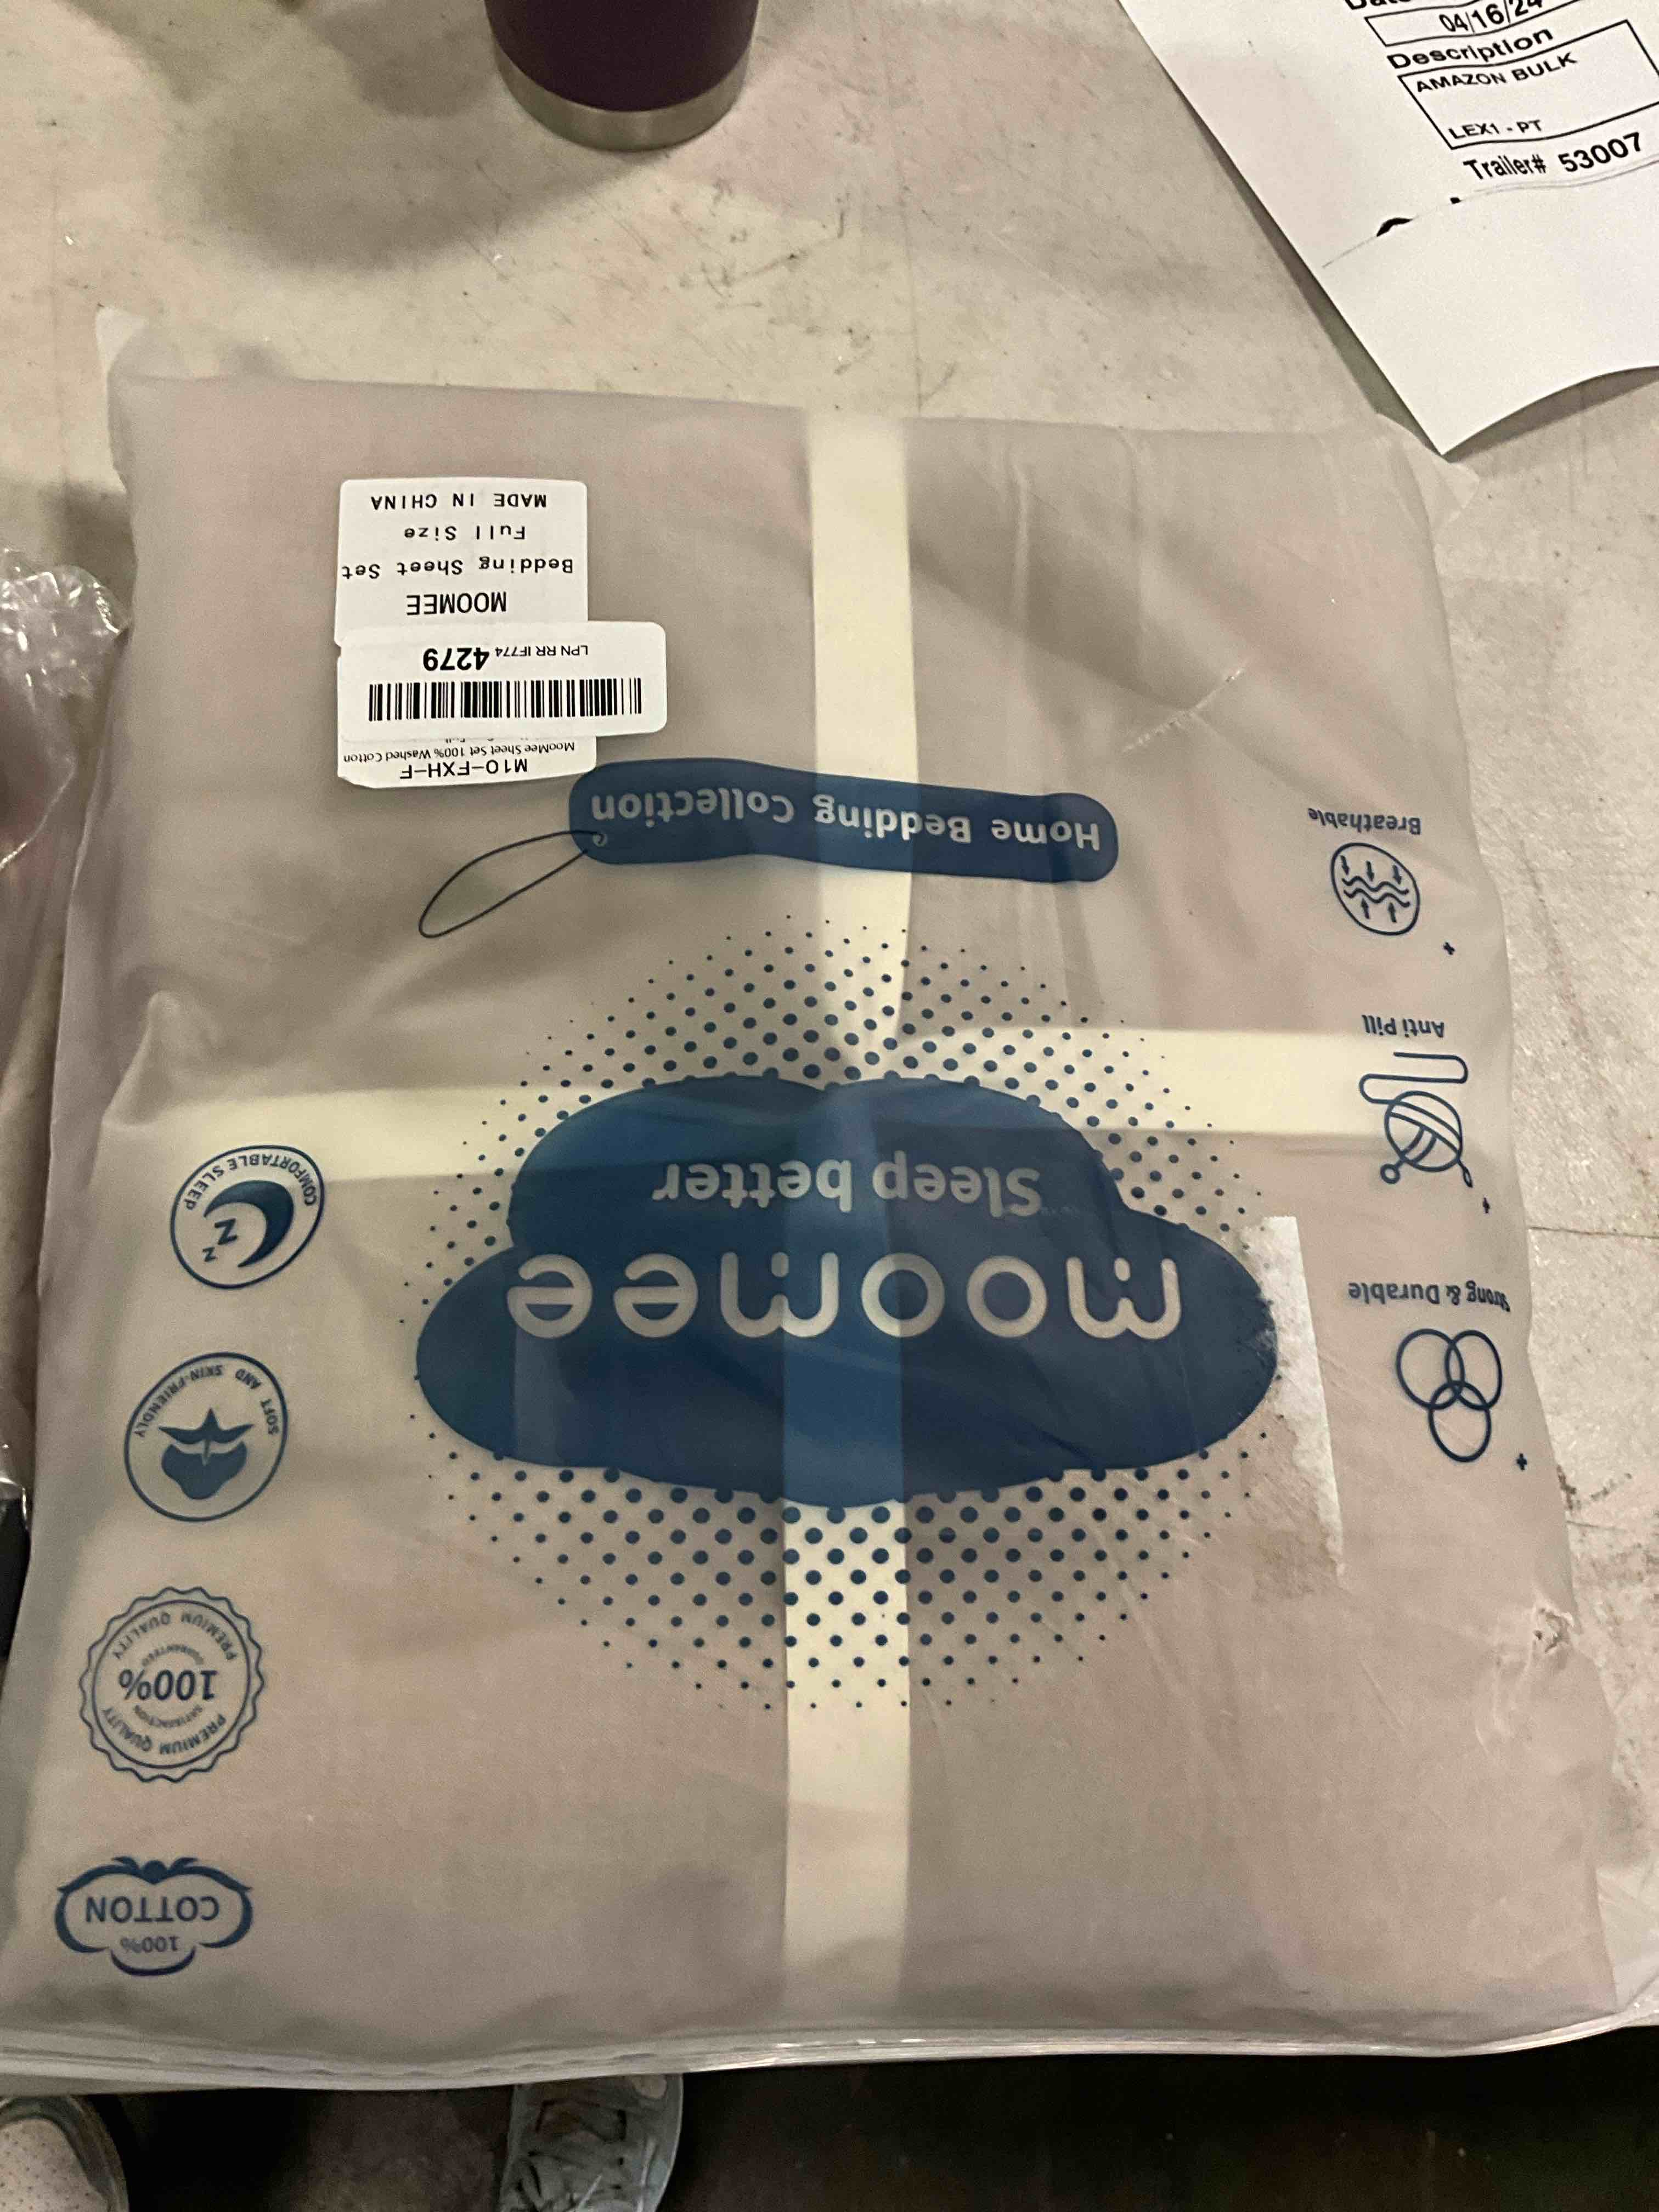 04/16/24
Description
AMAZON BULK
LEX1 - PT
Trailer# 53007
COTTON
100%
PREMIUM QUALITY
SATISFACTION
100%
GUARANTEED
PREMIUM QUALITY
SOFT AND SKIN-FRIENDLY
COMFORTABLE SLEEP
Strong & Durable
Anti Pill
Breathable
moomee
Sleep better
Home Bedding Collection
M10-FXH-F
MooMee Sheet Set 100% Washed Cotton
LPN RR IF774 4279
MOOMEE
Bedding Sheet Set
Full Size
MADE IN CHINA